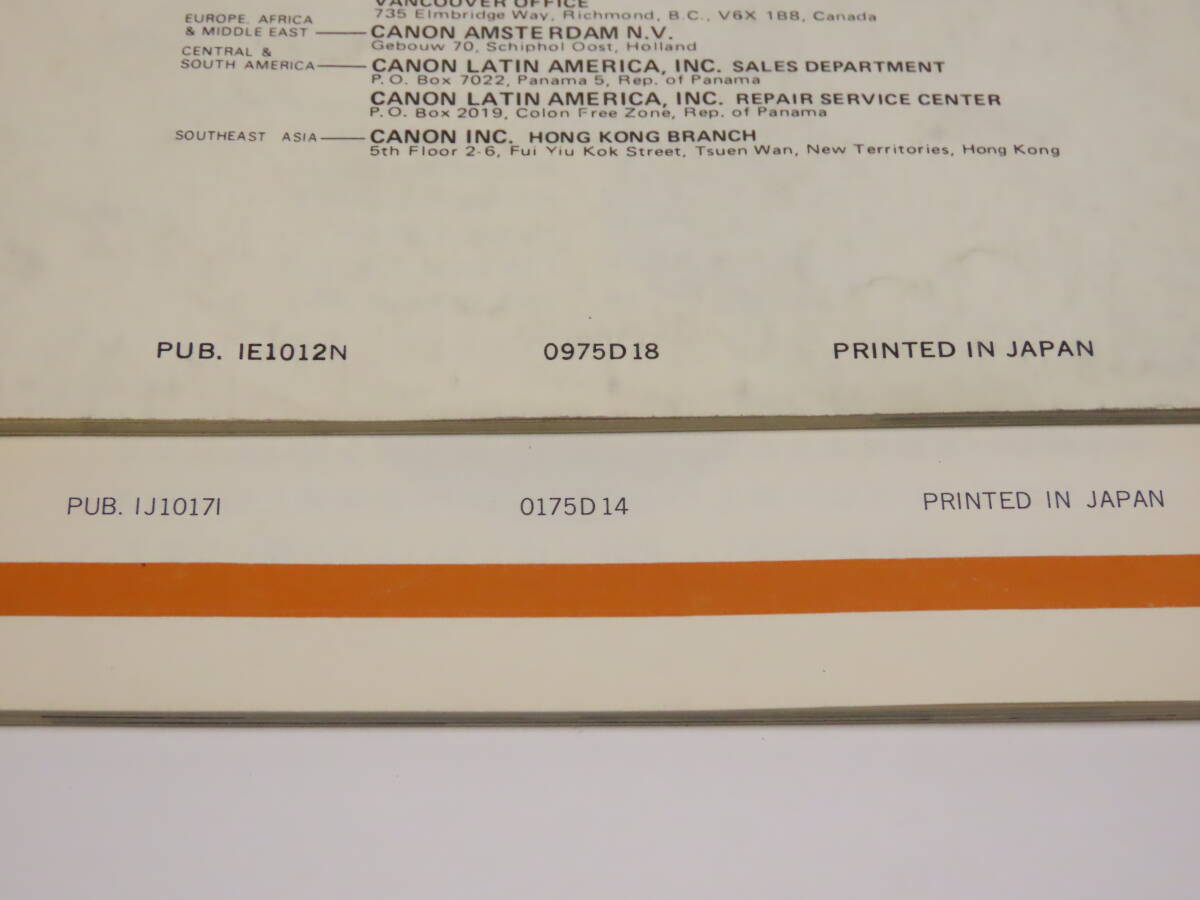 VANCOUVER OFFICE
735 Elmbridge Way, Richmond, B.C., V6X 1B8, Canada
EUROPE, AFRICA
& MIDDLE EAST — CANON AMSTERDAM N.V.
Gebouw 70, Schiphol Oost, Holland
CENTRAL &
SOUTH AMERICA — CANON LATIN AMERICA, INC. SALES DEPARTMENT
P. O. Box 7022, Panama 5, Rep. of Panama
CANON LATIN AMERICA, INC. REPAIR SERVICE CENTER
P. O. Box 2019, Colon Free Zone, Rep. of Panama
SOUTHEAST ASIA — CANON INC. HONG KONG BRANCH
5th Floor 2-6, Fui Yiu Kok Street, Tsuen Wan, New Territories, Hong Kong
PUB. IE1012N 0975D18 PRINTED IN JAPAN
PUB. IJ1017I 0175D14 PRINTED IN JAPAN